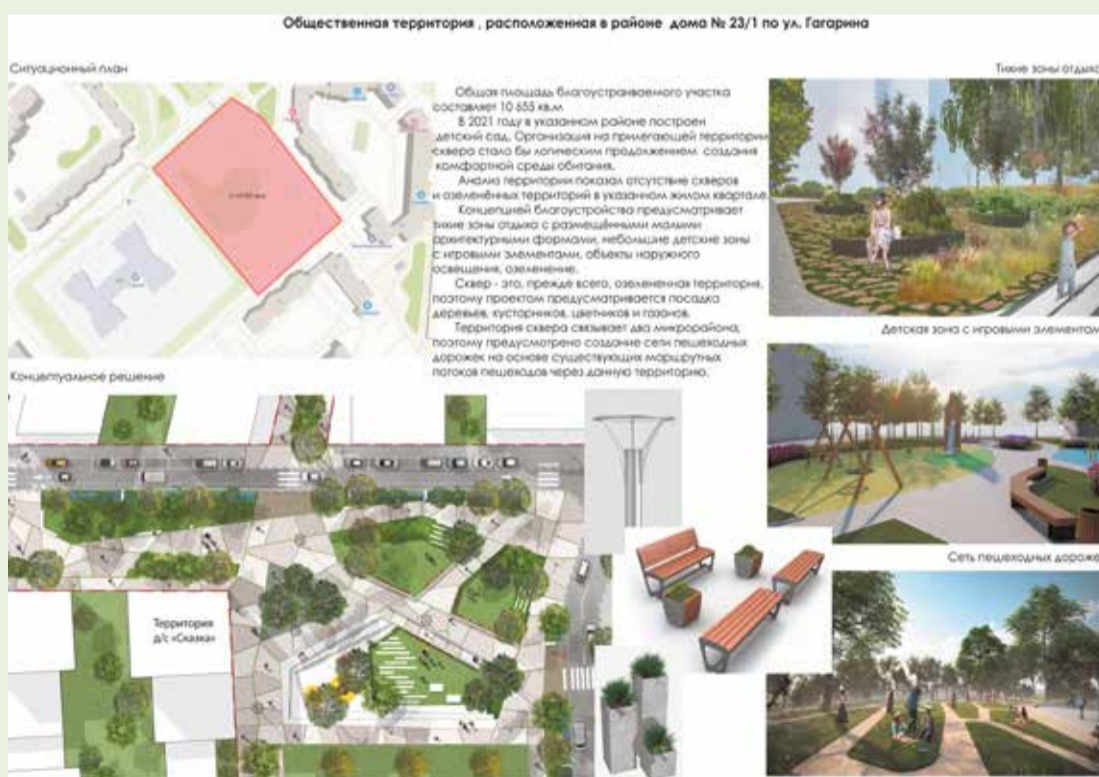 Общественная территория , расположенная в районе дома № 23/1 по ул. Гагарина
Ситуационный план
Общая площадь благоустраиваемого участка
составляет 10 655 кв.м
В 2021 году в указанном районе построен
детский сад. Организация на прилегающей территории
сквера стало бы логическим продолжением создания
комфортной среды обитания.
Анализ территории показал отсутствие скверов
и озеленённых территорий в указанном жилом квартале.
Концепцией благоустройства предусматривает
тихие зоны отдыха с размещёнными малыми
архитектурными формами, небольшие детские зоны
с игровыми элементами, объекты наружного
освещения, озеленение.
Сквер - это, прежде всего, озелененная территория,
поэтому проектом предусматривается посадка
деревьев, кустарников, цветников и газонов.
Территория сквера связывает два микрорайона,
поэтому предусмотрено создание сети пешеходных
дорожек на основе существующих маршрутных
потоков пешеходов через данную территорию.
Тихие зоны отдыха
Детская зона с игровыми элементам
Сеть пешеходных дороже
Концептуальное решение
Территория
д/с «Сказка»